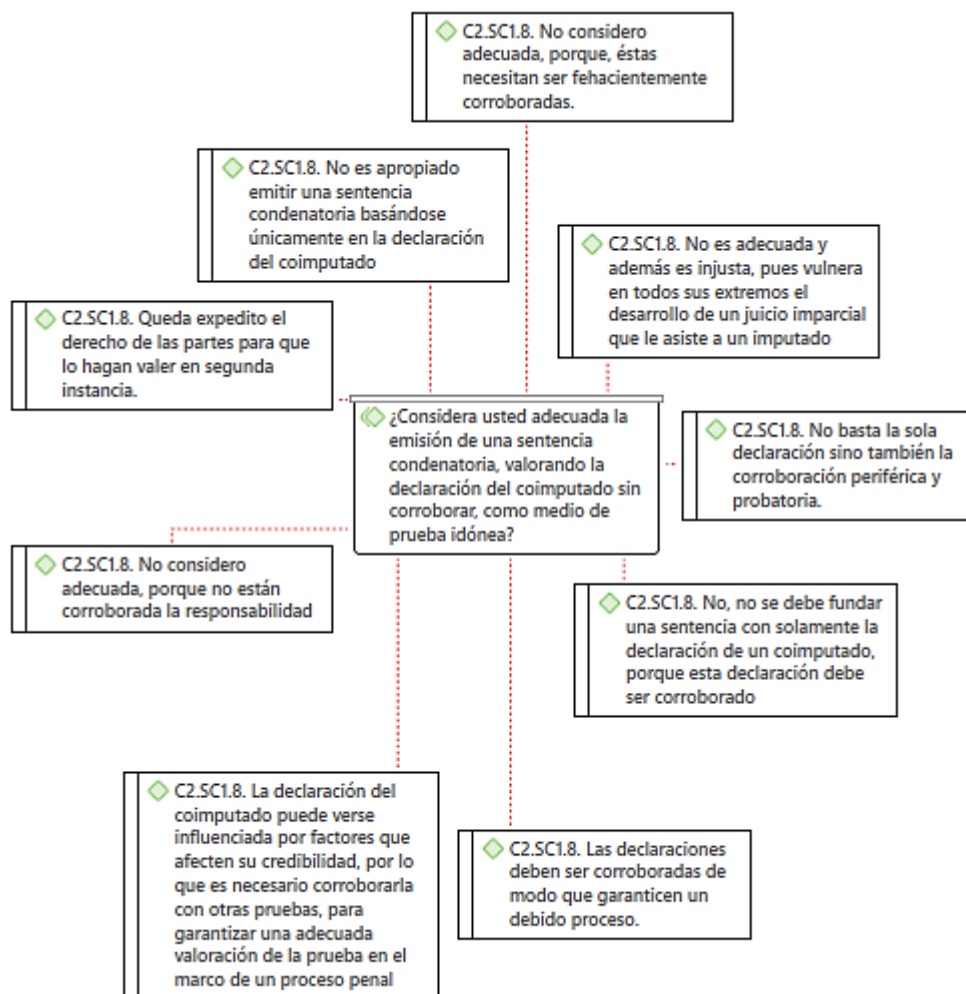 C2.SC1.8. No considero
adecuada, porque, éstas
necesitan ser fehacientemente
corroboradas.
C2.SC1.8. No es apropiado
emitir una sentencia
condenatoria basándose
únicamente en la declaración
del coimputado
C2.SC1.8. No es adecuada y
además es injusta, pues vulnera
en todos sus extremos el
desarrollo de un juicio imparcial
que le asiste a un imputado
C2.SC1.8. Queda expedito el
derecho de las partes para que
lo hagan valer en segunda
instancia.
¿Considera usted adecuada la
emisión de una sentencia
condenatoria, valorando la
declaración del coimputado sin
corroborar, como medio de
prueba idónea?
C2.SC1.8. No basta la sola
declaración sino también la
corroboración periférica y
probatoria.
C2.SC1.8. No considero
adecuada, porque no están
corroborada la responsabilidad
C2.SC1.8. No, no se debe fundar
una sentencia con solamente la
declaración de un coimputado,
porque esta declaración debe
ser corroborado
C2.SC1.8. La declaración del
coimputado puede verse
influenciada por factores que
afecten su credibilidad, por lo
que es necesario corroborarla
con otras pruebas, para
garantizar una adecuada
valoración de la prueba en el
marco de un proceso penal
C2.SC1.8. Las declaraciones
deben ser corroboradas de
modo que garanticen un
debido proceso.